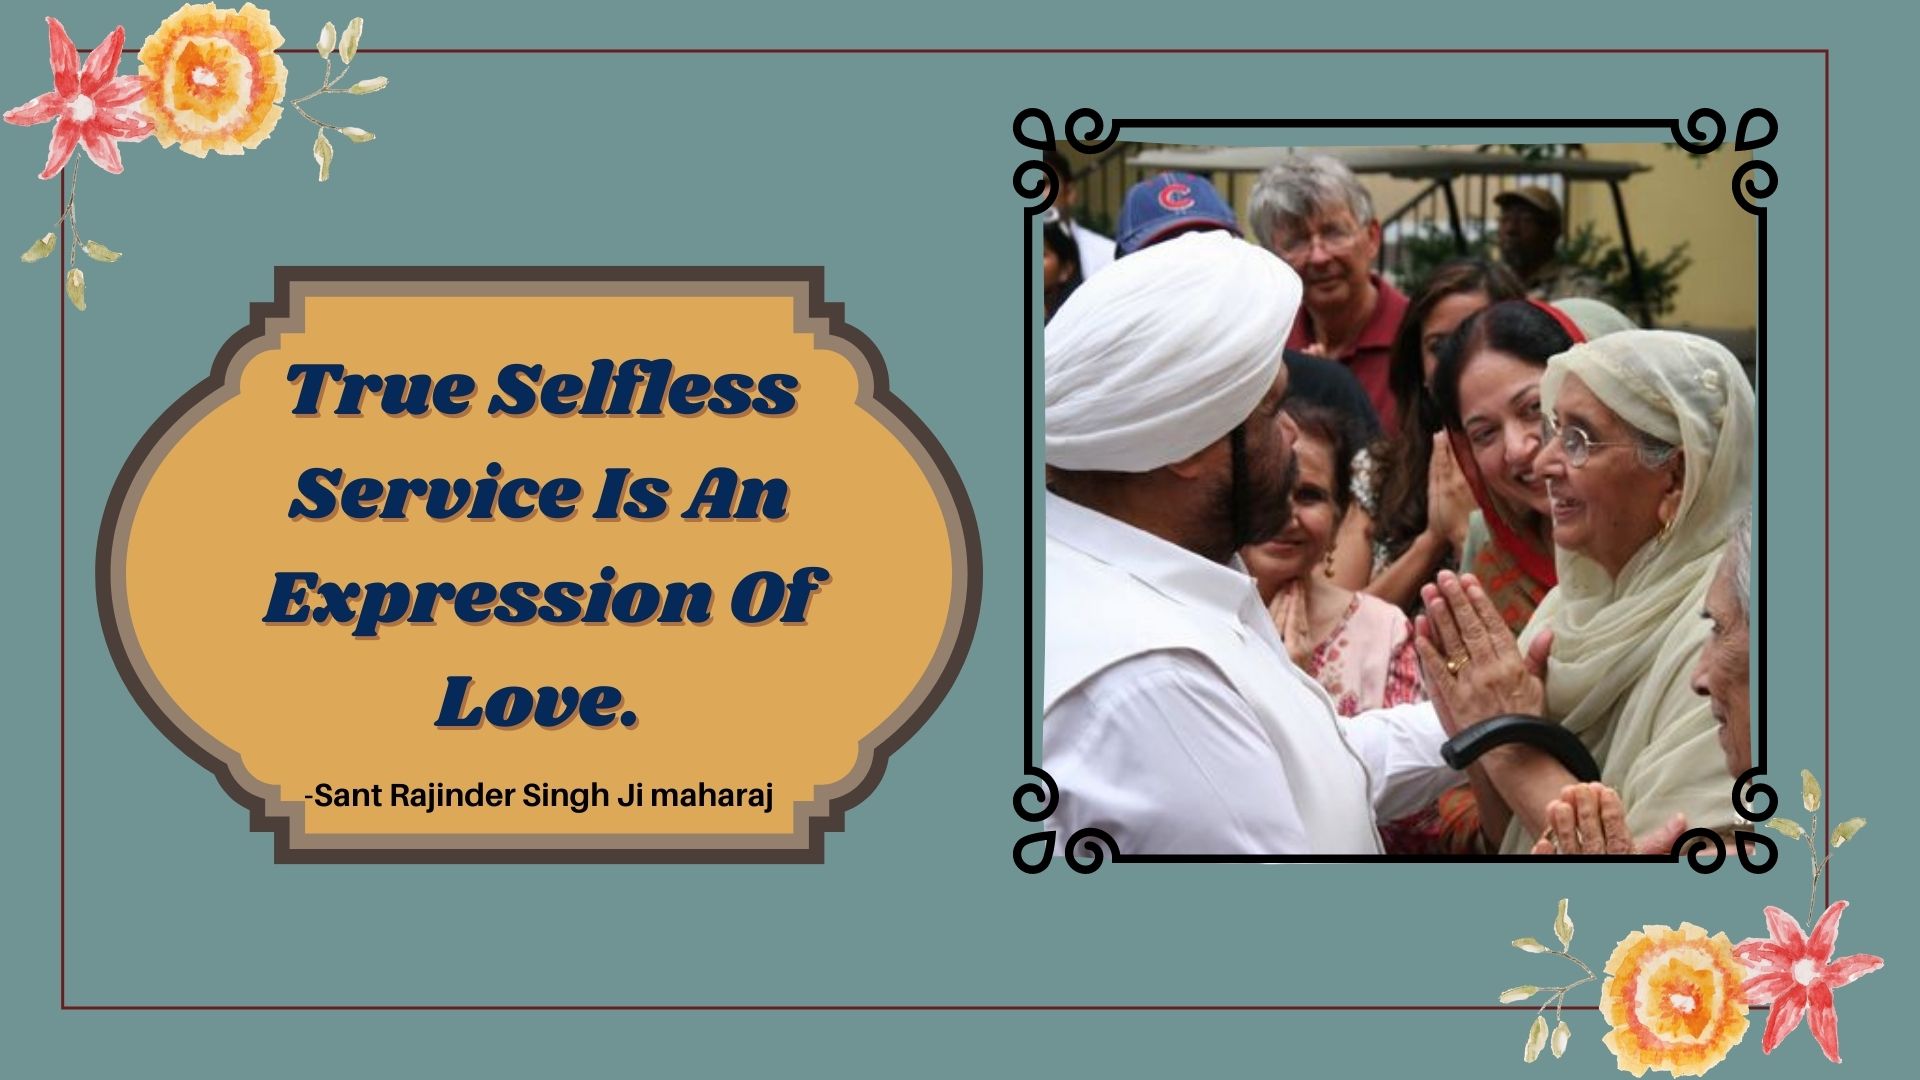 True Selfless
Service Is An
Expression Of
Love.
-Sant Rajinder Singh Ji maharaj
C